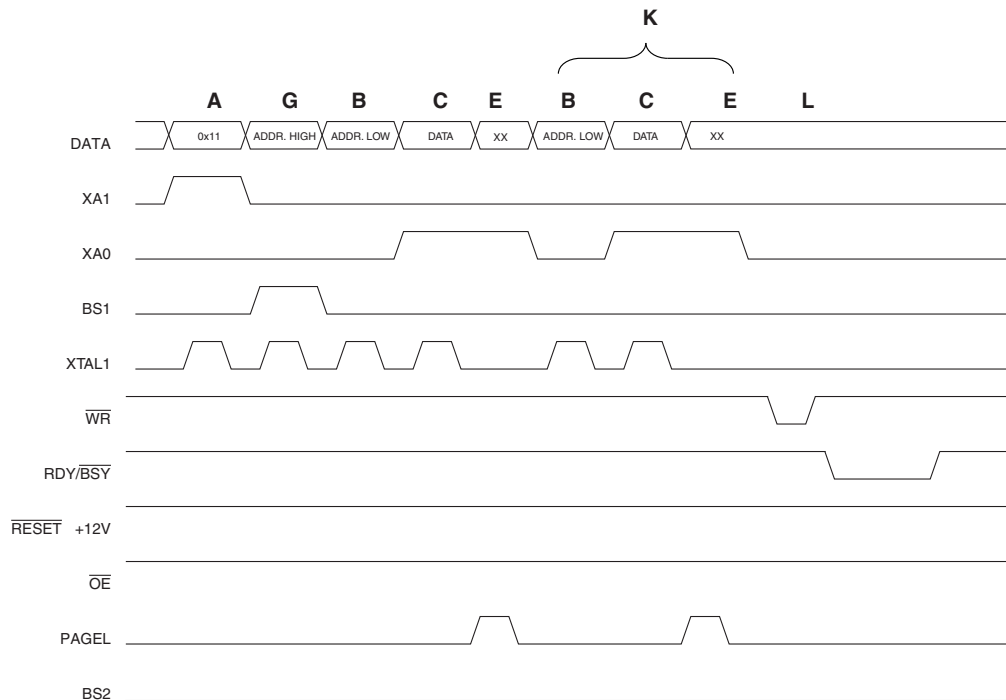 K
A G B C E B C E L
DATA 0x11 ADDR. HIGH ADDR. LOW DATA XX ADDR. LOW DATA XX
XA1
XA0
BS1
XTAL1
WR
RDY/BSY
RESET +12V
OE
PAGEL
BS2